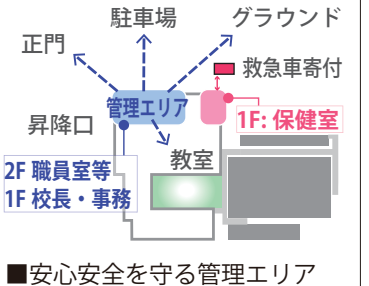 駐車場
グラウンド
正門
救急車寄付
管理エリア
昇降口
1F: 保健室
教室
2F 職員室等
1F 校長・事務
■安心安全を守る管理エリア